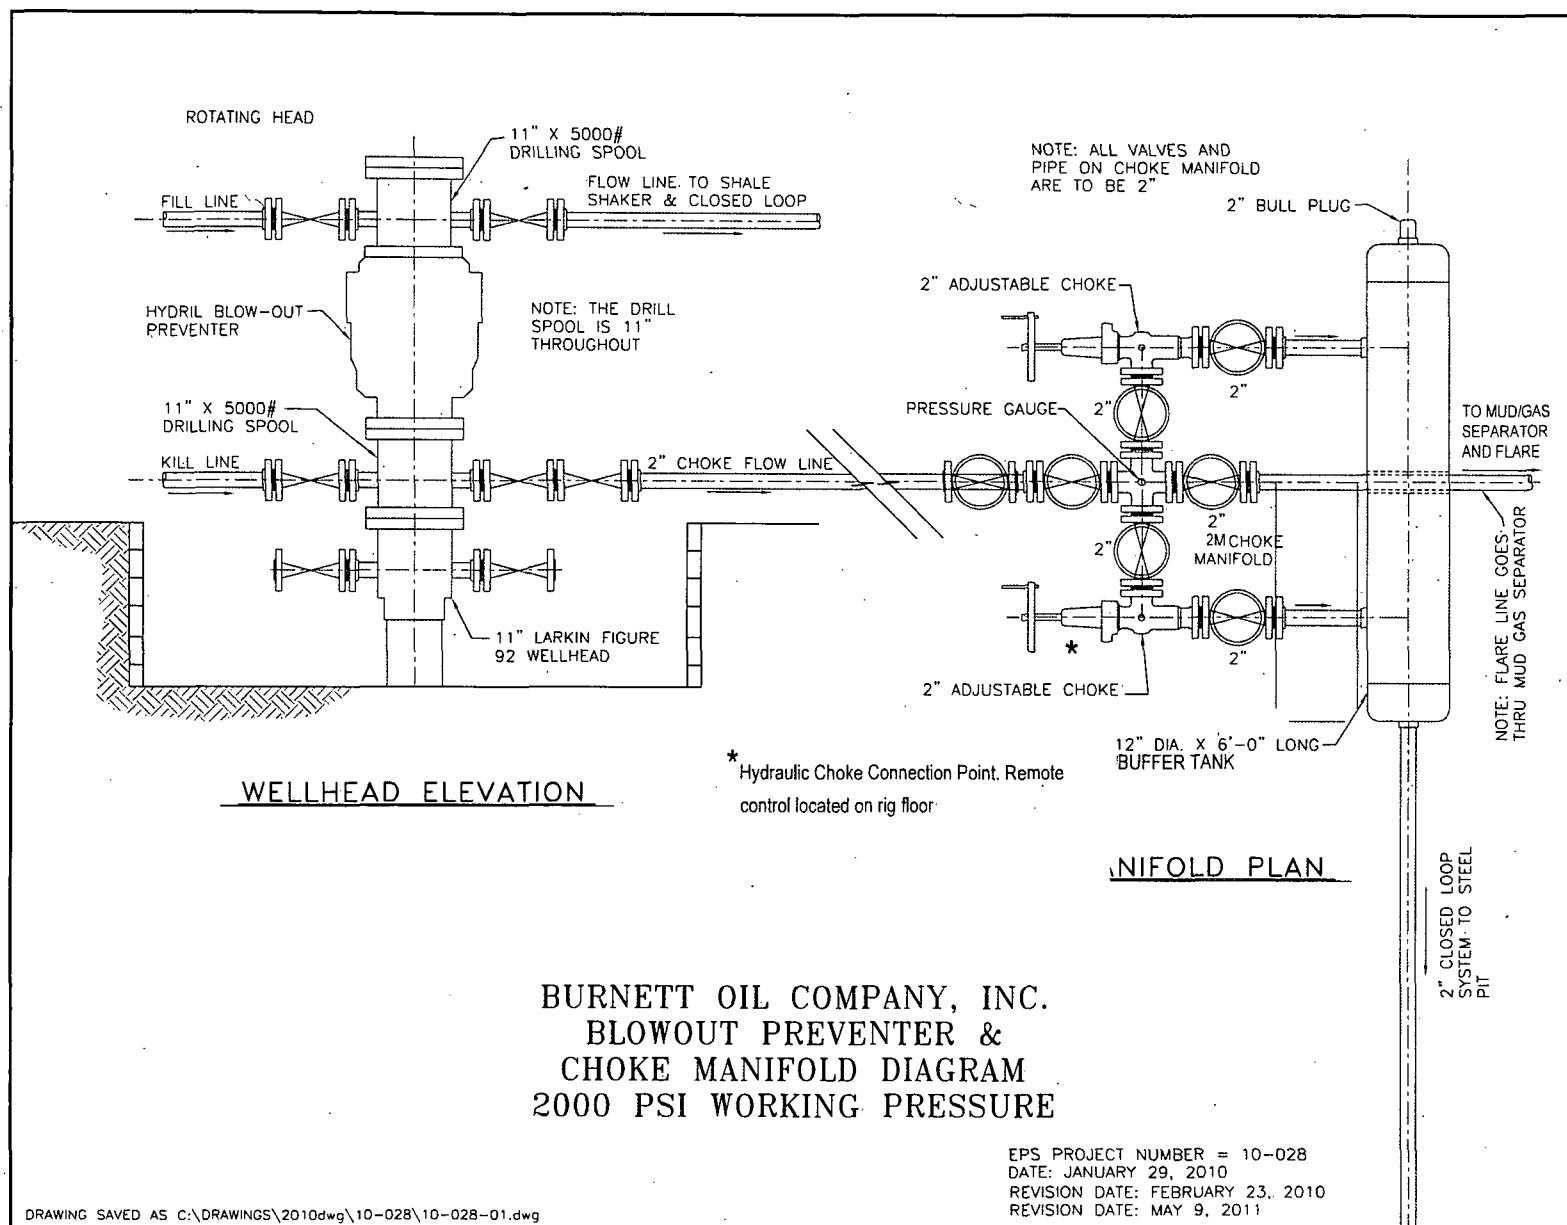 ROTATING HEAD
11" X 5000#
DRILLING SPOOL
FILL LINE
FLOW LINE TO SHALE
SHAKER & CLOSED LOOP
HYDRIL BLOW-OUT
PREVENTER
NOTE: THE DRILL
SPOOL IS 11"
THROUGHOUT
11" X 5000#
DRILLING SPOOL
KILL LINE
2" CHOKE FLOW LINE
11" LARKIN FIGURE
92 WELLHEAD
WELLHEAD ELEVATION
NOTE: ALL VALVES AND
PIPE ON CHOKE MANIFOLD
ARE TO BE 2"
2" BULL PLUG
2" ADJUSTABLE CHOKE
2"
2"
PRESSURE GAUGE
TO MUD/GAS
SEPARATOR
AND FLARE
2"
2M CHOKE
MANIFOLD
2"
2"
*
2" ADJUSTABLE CHOKE
NOTE: FLARE LINE GOES
THRU MUD GAS SEPARATOR
12" DIA. X 6'-0" LONG
BUFFER TANK
* Hydraulic Choke Connection Point. Remote
control located on rig floor
NIFOLD PLAN
2" CLOSED LOOP
SYSTEM TO STEEL
PIT
BURNETT OIL COMPANY, INC.
BLOWOUT PREVENTER &
CHOKE MANIFOLD DIAGRAM
2000 PSI WORKING PRESSURE
EPS PROJECT NUMBER = 10-028
DATE: JANUARY 29, 2010
REVISION DATE: FEBRUARY 23, 2010
REVISION DATE: MAY 9, 2011
DRAWING SAVED AS C:\DRAWINGS\2010dwg\10-028\10-028-01.dwg